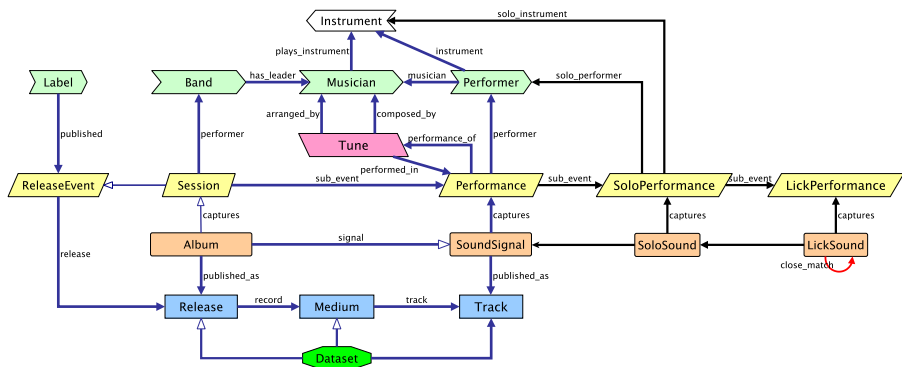 solo_instrument
Instrument
plays_instrument
instrument
Label
Band
has_leader
Musician
musician
Performer
solo_performer
published
performer
arranged_by
composed_by
Tune
performance_of
performer
performed_in
ReleaseEvent
Session
sub_event
Performance
sub_event
SoloPerformance
sub_event
LickPerformance
captures
captures
captures
captures
release
Album
signal
SoundSignal
SoloSound
LickSound
close_match
published_as
published_as
Release
record
Medium
track
Track
Dataset